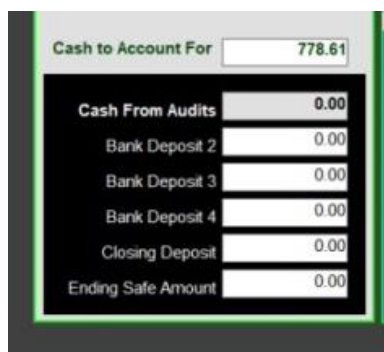 Cash to Account For 778.61
Cash From Audits 0.00
Bank Deposit 2 0.00
Bank Deposit 3 0.00
Bank Deposit 4 0.00
Closing Deposit 0.00
Ending Safe Amount 0.00